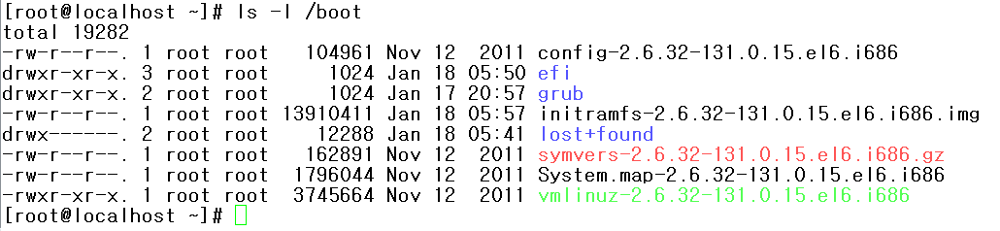 [root@localhost ~]# ls -l /boot
total 19282
-rw-r--r--. 1 root root   104961 Nov 12  2011 config-2.6.32-131.0.15.el6.i686
drwxr-xr-x. 3 root root     1024 Jan 18 05:50 efi
drwxr-xr-x. 2 root root     1024 Jan 17 20:57 grub
-rw-r--r--. 1 root root 13910411 Jan 18 05:57 initramfs-2.6.32-131.0.15.el6.i686.img
drwx------. 2 root root    12288 Jan 18 05:41 lost+found
-rw-r--r--. 1 root root   162891 Nov 12  2011 symvers-2.6.32-131.0.15.el6.i686.gz
-rw-r--r--. 1 root root  1796044 Nov 12  2011 System.map-2.6.32-131.0.15.el6.i686
-rwxr-xr-x. 1 root root  3745664 Nov 12  2011 vmlinuz-2.6.32-131.0.15.el6.i686
[root@localhost ~]#